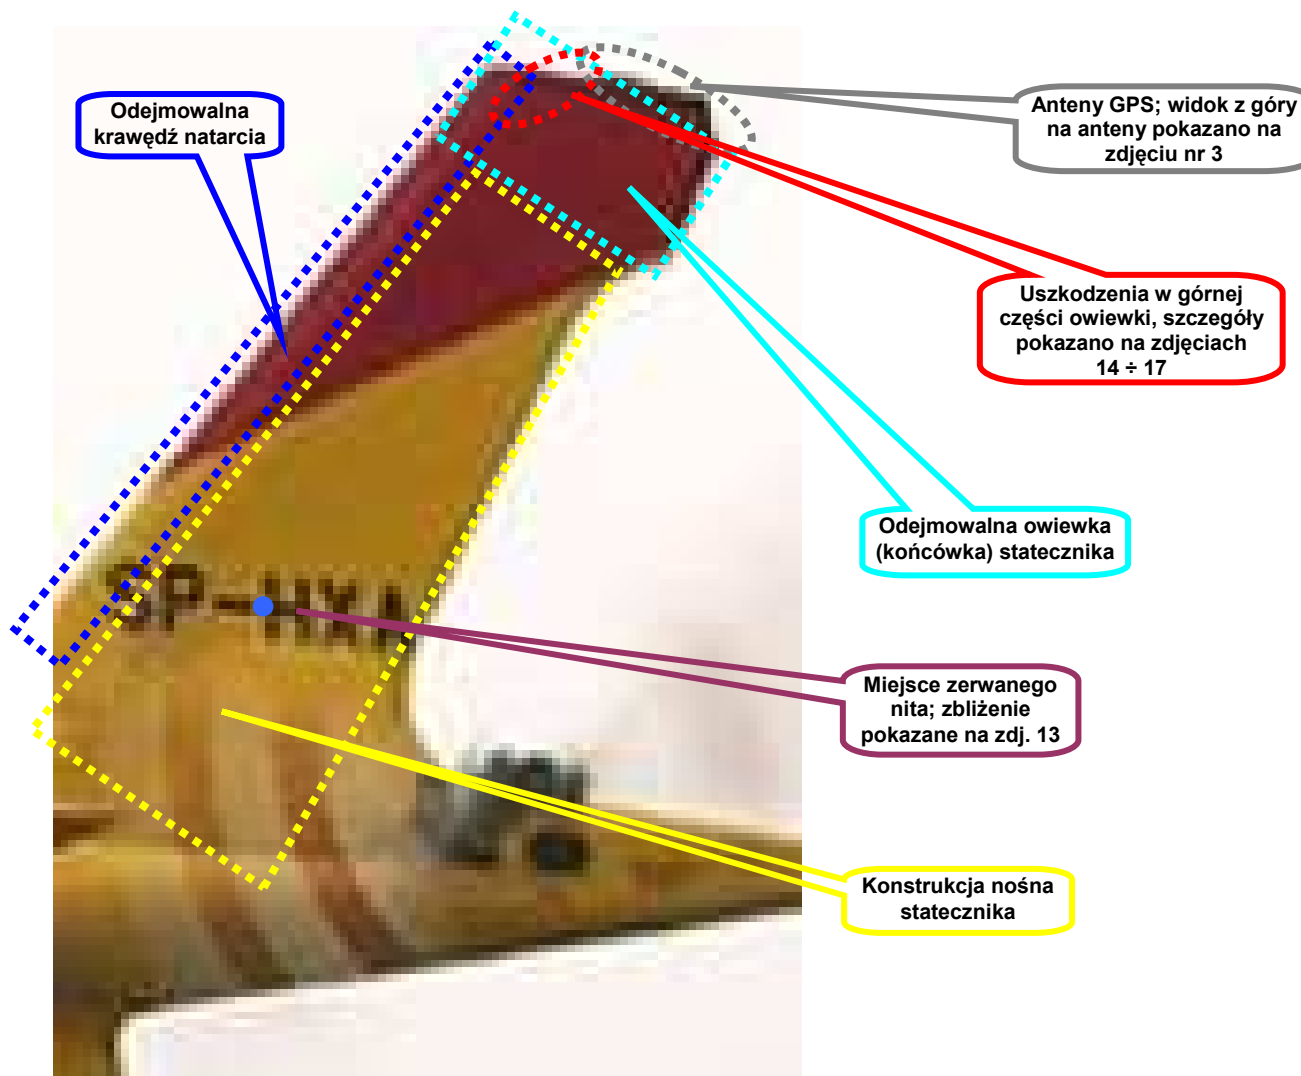 Odejmowalna
krawędź natarcia
Anteny GPS; widok z góry
na anteny pokazano na
zdjęciu nr 3
Uszkodzenia w górnej
części owiewki, szczegóły
pokazano na zdjęciach
14 ÷ 17
Odejmowalna owiewka
(końcówka) statecznika
SP-HXA
Miejsce zerwanego
nita; zbliżenie
pokazane na zdj. 13
Konstrukcja nośna
statecznika